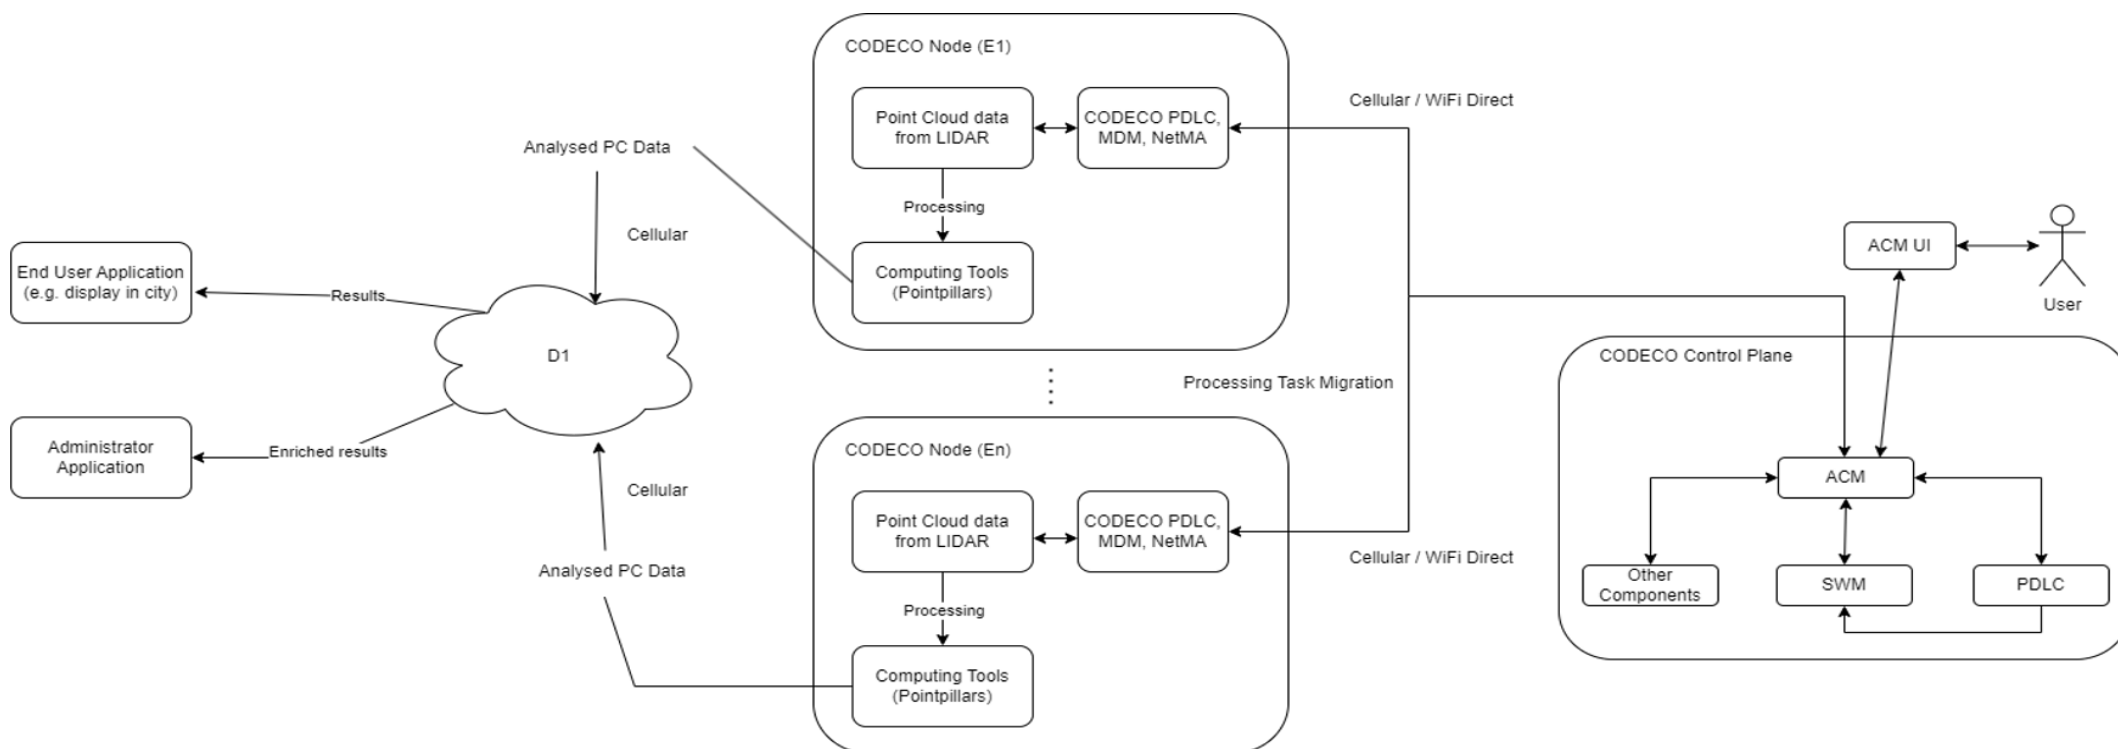 CODECO Node (E1)
Point Cloud data
from LIDAR
CODECO PDLC,
MDM, NetMA
Cellular / WiFi Direct
Analysed PC Data
Processing
Cellular
Computing Tools
(Pointpillars)
End User Application
(e.g. display in city)
Results
D1
ACM UI
User
CODECO Control Plane
Processing Task Migration
Administrator
Application
Enriched results
CODECO Node (En)
Cellular
Point Cloud data
from LIDAR
CODECO PDLC,
MDM, NetMA
Cellular / WiFi Direct
Analysed PC Data
Processing
Computing Tools
(Pointpillars)
ACM
Other
Components
SWM
PDLC